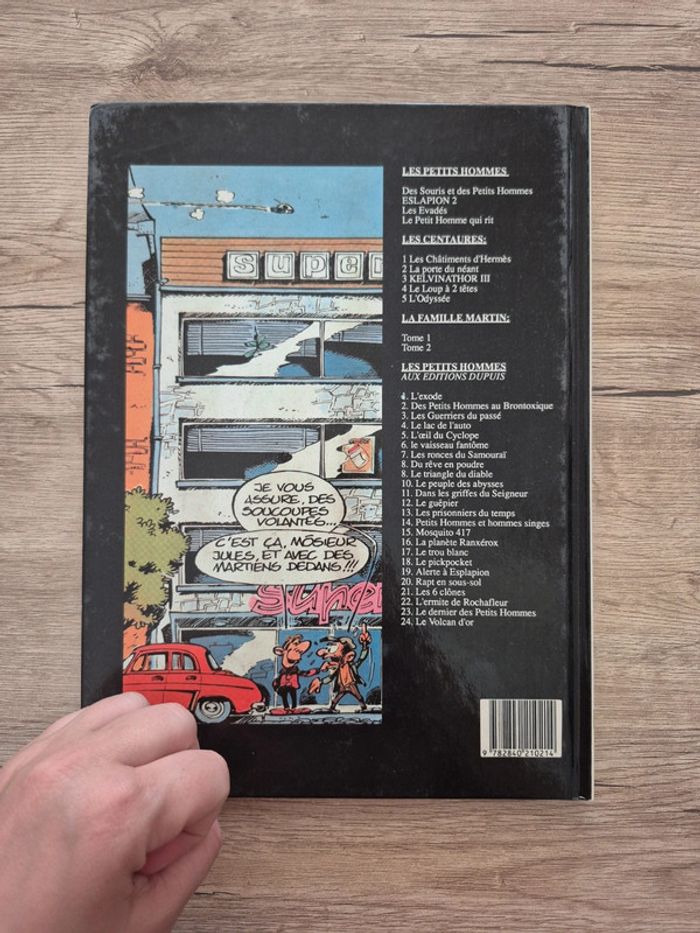 super
JE VOUS
ASSURE, DES
SOUCOUPES
VOLANTES...
C'EST ÇA, MÔSIEUR
JULES, ET AVEC DES
MARTIENS DEDANS!!!
super
LES PETITS HOMMES
Des Souris et des Petits Hommes
ESLAPION 2
Les Evadés
Le Petit Homme qui rit
LES CENTAURES:
1 Les Châtiments d'Hermès
2 La porte du néant
3 KELVINATHOR III
4 Le Loup à 2 têtes
5 L'Odyssée
LA FAMILLE MARTIN:
Tome 1
Tome 2
LES PETITS HOMMES
AUX EDITIONS DUPUIS
1. L'exode
2. Des Petits Hommes au Brontoxique
3. Les Guerriers du passé
4. Le lac de l'auto
5. L'œil du Cyclope
6. le vaisseau fantôme
7. Les ronces du Samouraï
8. Du rêve en poudre
8. Le triangle du diable
10. Le peuple des abysses
11. Dans les griffes du Seigneur
12. Le guêpier
13. Les prisonniers du temps
14. Petits Hommes et hommes singes
15. Mosquito 417
16. La planète Ranxérox
17. Le trou blanc
18. Le pickpocket
19. Alerte à Esplapion
20. Rapt en sous-sol
21. Les 6 clônes
22. L'ermite de Rochafleur
23. Le dernier des Petits Hommes
24. Le Volcan d'or
9 782840 210214